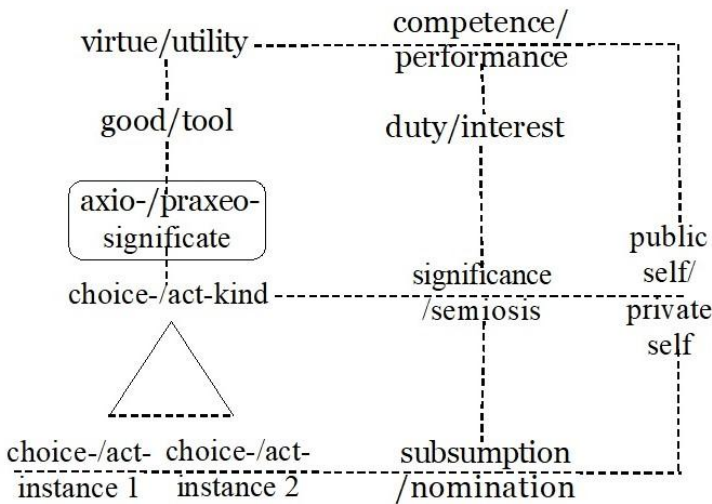 virtue/utility
competence/
performance
good/tool
duty/interest
axio-/praxeo-
significate
choice-/act-kind
significance
/semiosis
public
self/
private
self
choice-/act-
instance 1
choice-/act-
instance 2
subsumption
/nomination